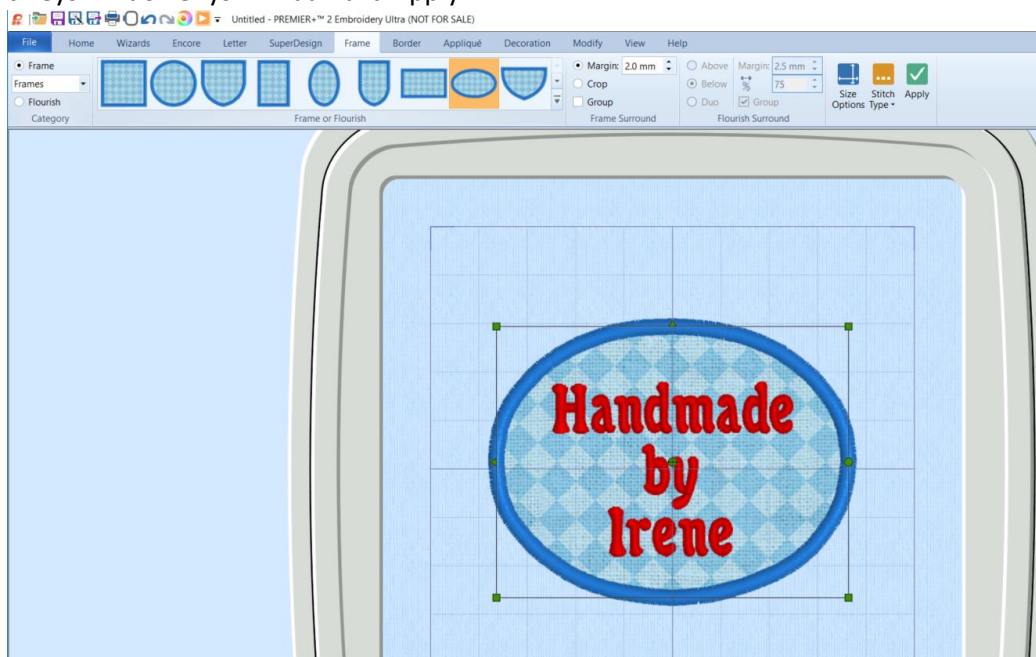 Untitled - PREMIER+™ 2 Embroidery Ultra (NOT FOR SALE)
File Home Wizards Encore Letter SuperDesign Frame Border Appliqué Decoration Modify View Help
Frame
Frames
Flourish
Category
Frame or Flourish
Margin: 2.0 mm
Crop
Group
Frame Surround
Above
Below
Duo
Margin: 2.5 mm
% 75
Group
Flourish Surround
Size Options
Stitch Type
Apply
Handmade
by
Irene